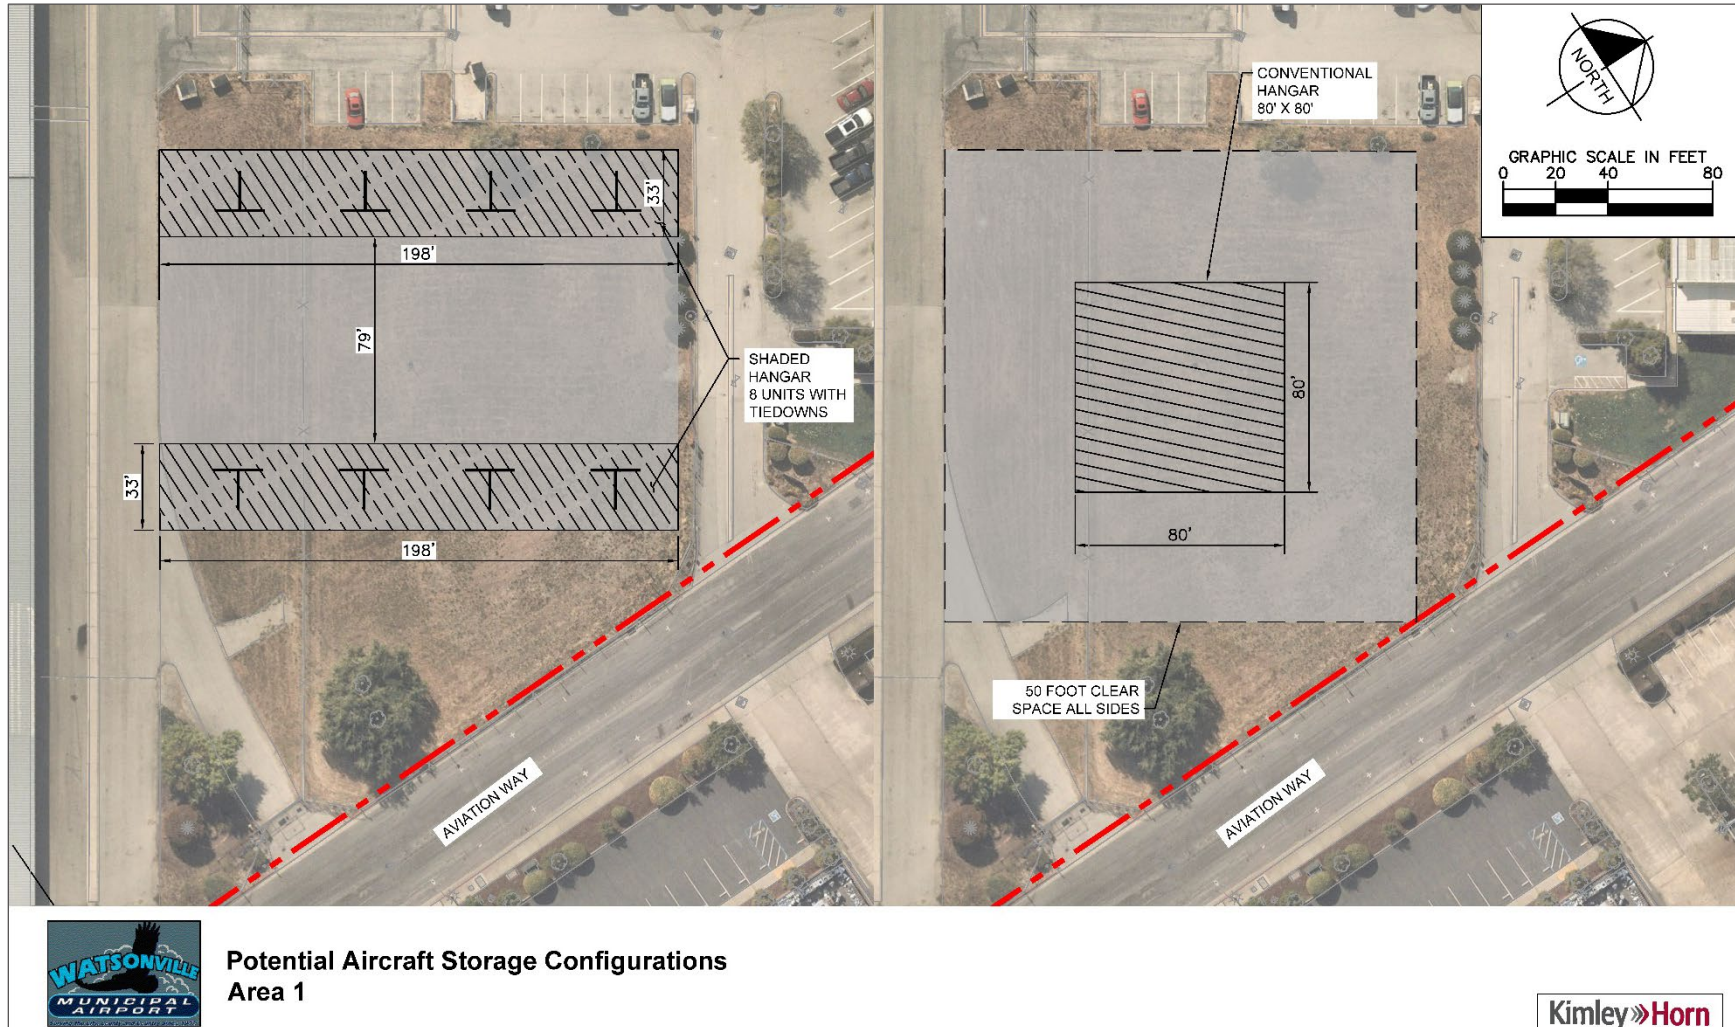 CONVENTIONAL
HANGAR
80' X 80'
NORTH
GRAPHIC SCALE IN FEET
0 20 40 80
33'
198'
79'
SHADED
HANGAR
8 UNITS WITH
TIEDOWNS
33'
198'
80'
80'
50 FOOT CLEAR
SPACE ALL SIDES
AVIATION WAY
AVIATION WAY
WATSONVILLE
MUNICIPAL
AIRPORT
Potential Aircraft Storage Configurations
Area 1
Kimley»Horn